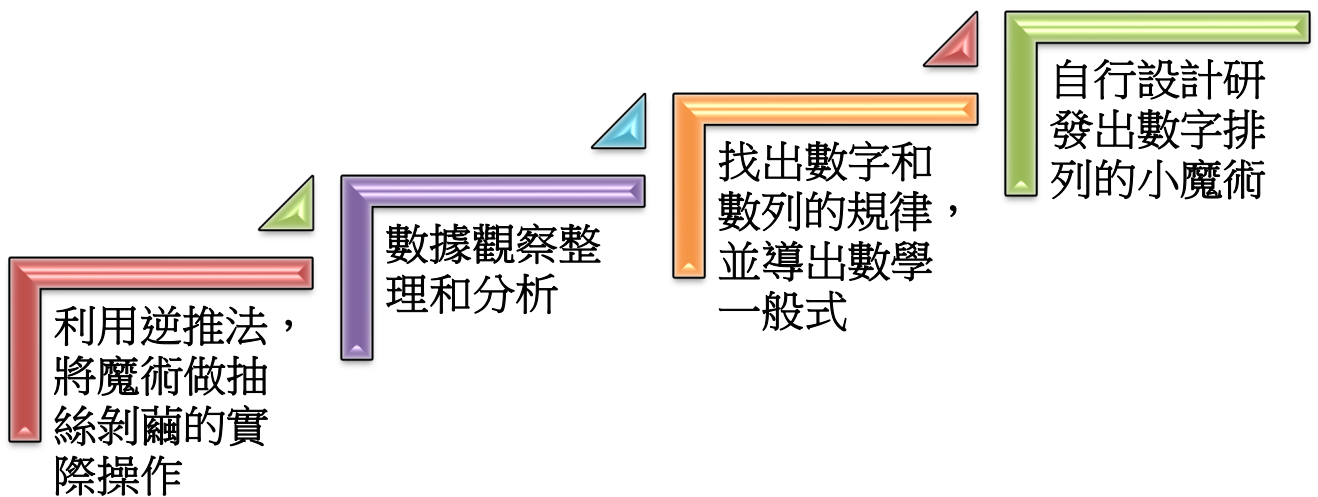 利用逆推法，
將魔術做抽
絲剝繭的實
際操作
數據觀察整
理和分析
找出數字和
數列的規律，
並導出數學
一般式
自行設計研
發出數字排
列的小魔術